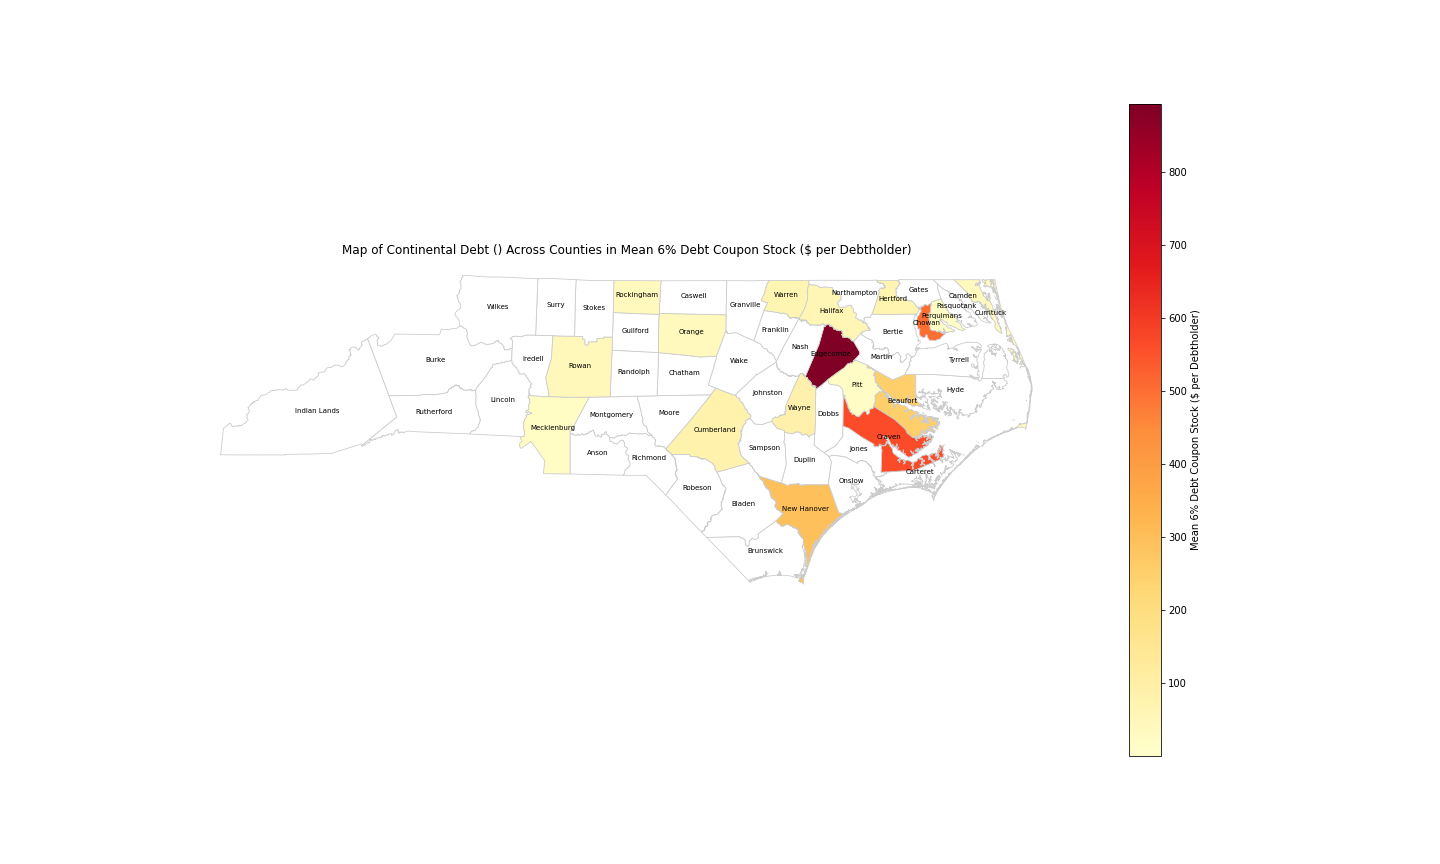 Map of Continental Debt () Across Counties in Mean 6% Debt Coupon Stock ($ per Debtholder)
Wilkes
Surry
Stokes
Rockingham
Caswell
Granville
Warren
Halifax
Northampton
Hertford
Gates
Camden
Pasquotank
Currituck
Perquimans
Chowan
Guilford
Orange
Franklin
Bertie
Nash
Edgecombe
Martin
Tyrrell
Burke
Iredell
Rowan
Randolph
Chatham
Wake
Johnston
Pitt
Hyde
Beaufort
Indian Lands
Rutherford
Lincoln
Mecklenburg
Montgomery
Moore
Cumberland
Wayne
Dobbs
Craven
Anson
Richmond
Sampson
Duplin
Jones
Carteret
Onslow
Robeson
Bladen
New Hanover
Brunswick
800
700
600
500
400
300
200
100
Mean 6% Debt Coupon Stock ($ per Debtholder)